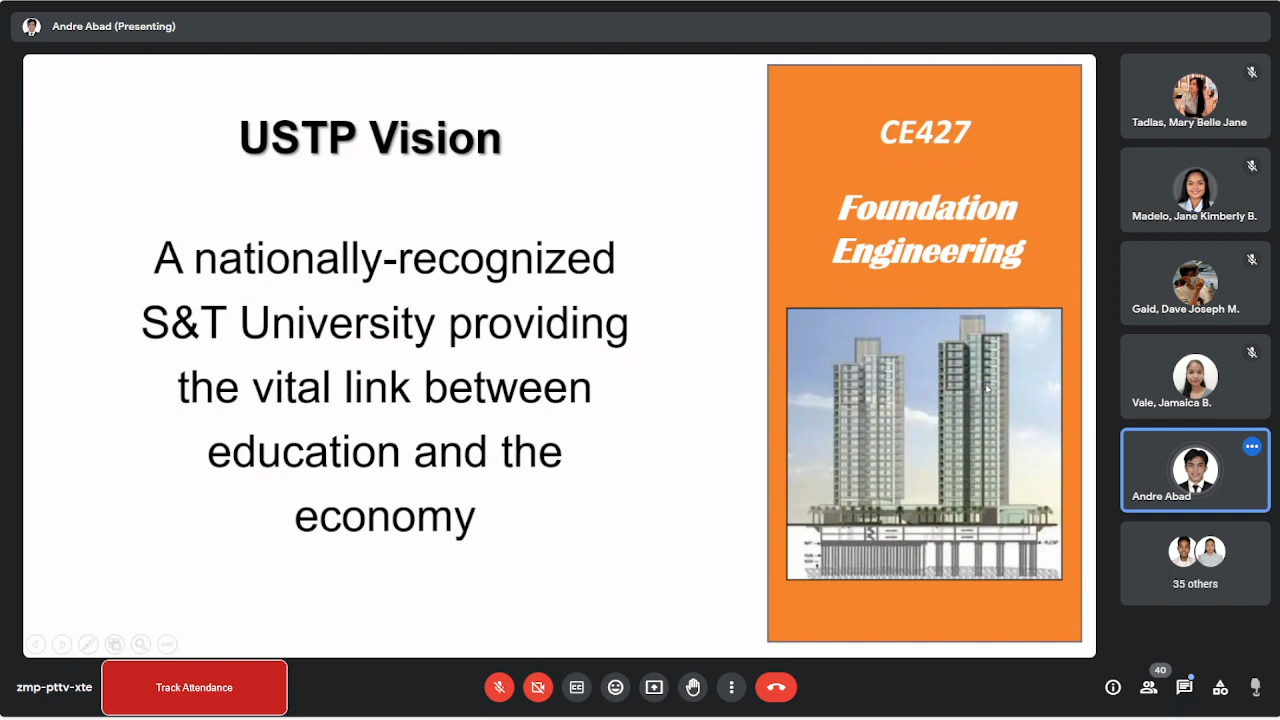 Andre Abad (Presenting)
USTP Vision
A nationally-recognized
S&T University providing
the vital link between
education and the
economy
CE427
Foundation
Engineering
Tadlas, Mary Belle Jane
Madelo, Jane Kimberly B.
Gaid, Dave Joseph M.
Vale, Jamaica B.
Andre Abad
35 others
zmp-pttv-xte
Track Attendance
CC
40